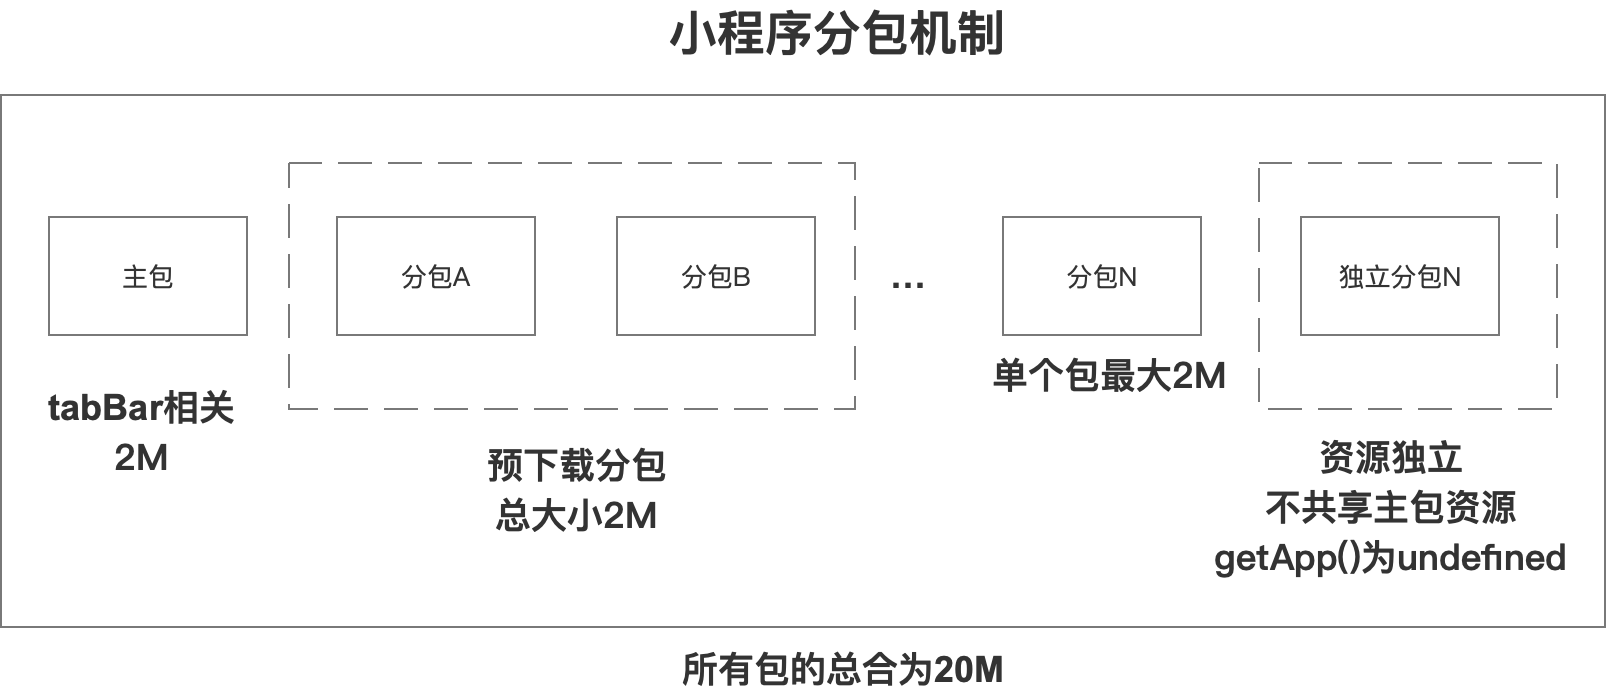 小程序分包机制
主包
分包A
分包B
...
分包N
独立分包N
tabBar相关
2M
预下载分包
总大小2M
单个包最大2M
资源独立
不共享主包资源
getApp()为undefined
所有包的总合为20M